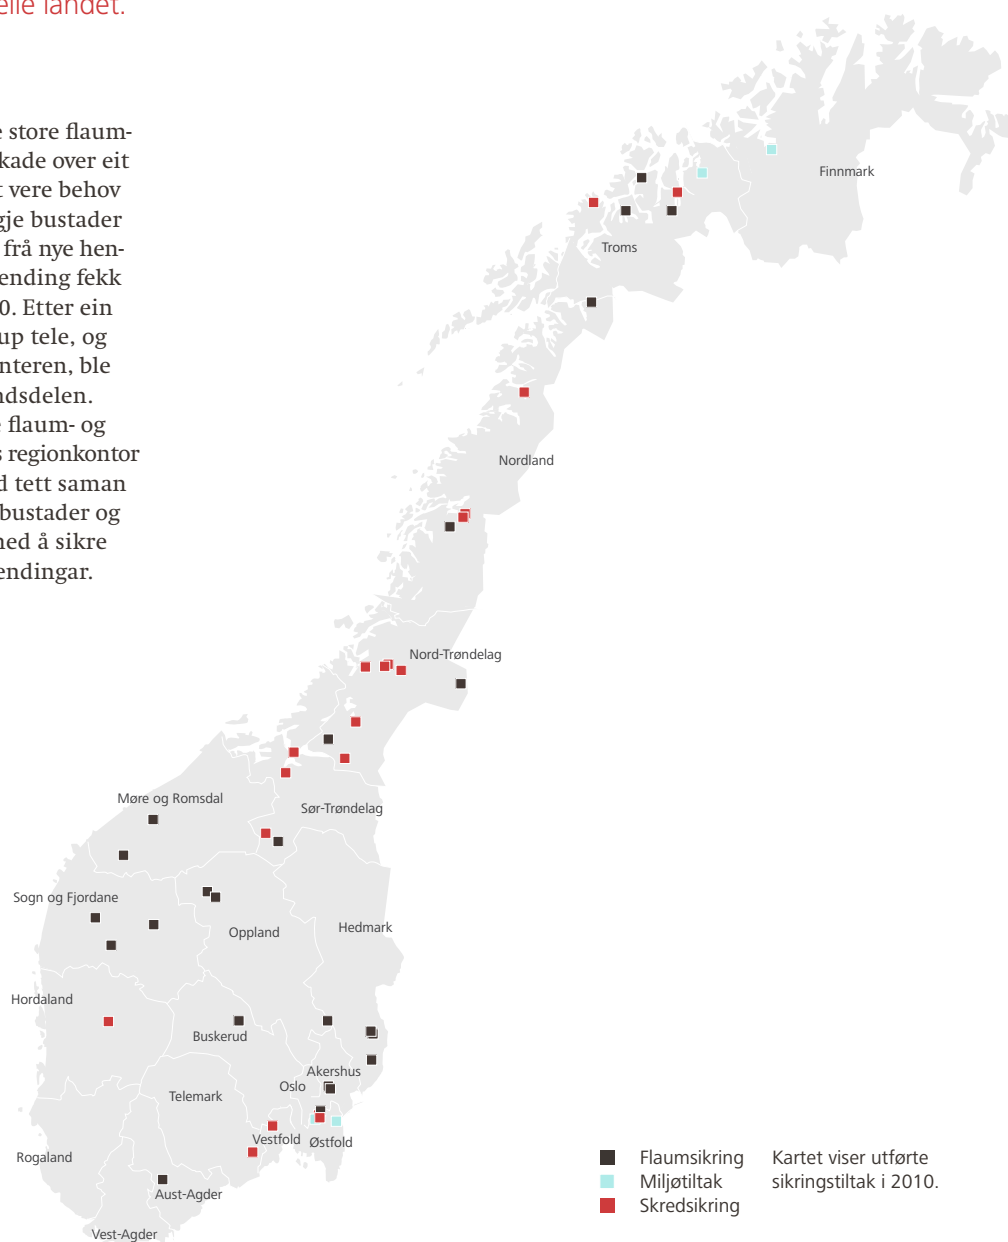 elle landet.
store flaum-
kade over eit
vere behov
gje bustader
frå nye hen-
ending fekk
0. Etter ein
up tele, og
nteren, ble
ndsdelen.
flaum- og
regionkontor
d tett saman
bustader og
ned å sikre
endingar.
Finnmark
Troms
Nordland
Nord-Trøndelag
Møre og Romsdal
Sør-Trøndelag
Sogn og Fjordane
Oppland
Hedmark
Hordaland
Buskerud
Akershus
Oslo
Telemark
Vestfold
Østfold
Rogaland
Aust-Agder
Vest-Agder
Flaumsikring
Miljøtiltak
Skredsikring
Kartet viser utførte
sikringstiltak i 2010.